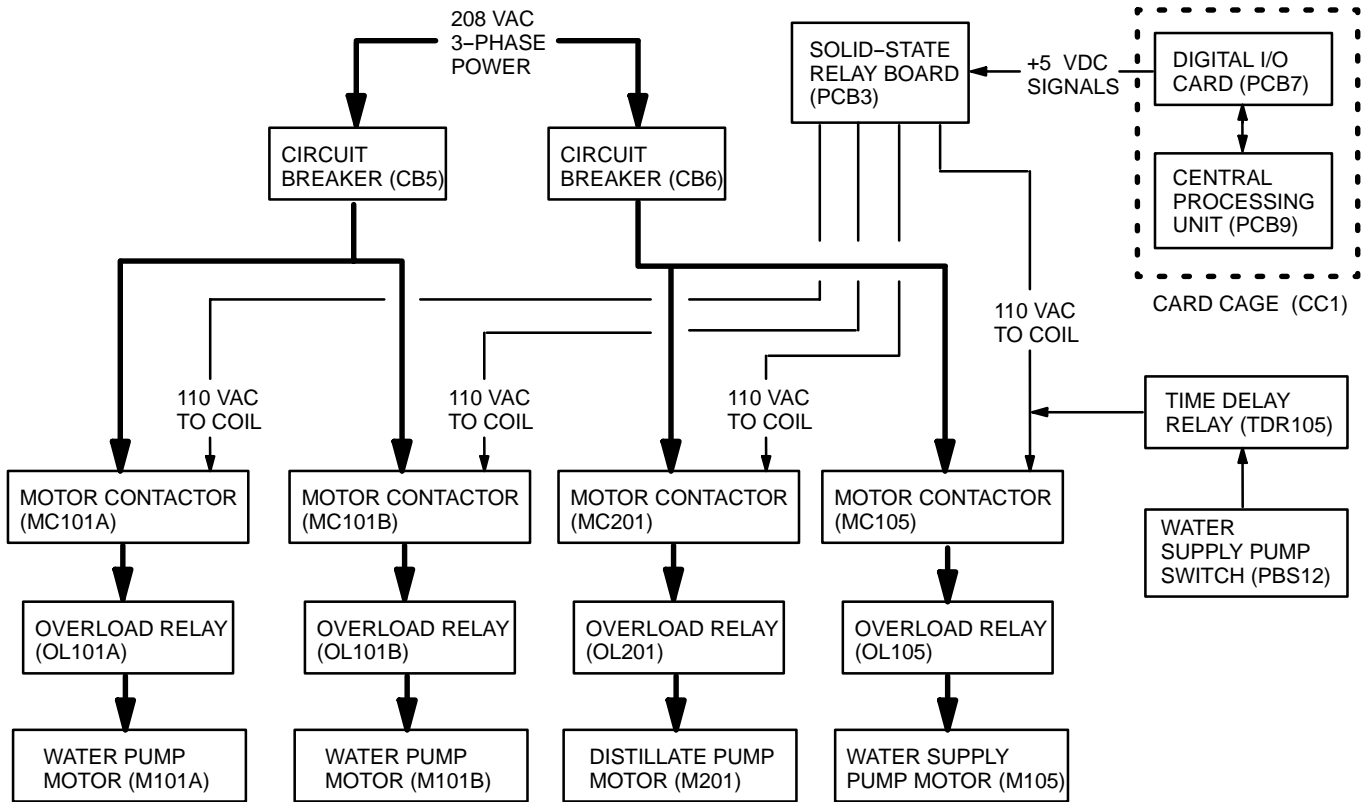 208 VAC
3–PHASE
POWER
SOLID–STATE
RELAY BOARD
(PCB3)
+5 VDC
SIGNALS
DIGITAL I/O
CARD (PCB7)
CIRCUIT
BREAKER (CB5)
CIRCUIT
BREAKER (CB6)
CENTRAL
PROCESSING
UNIT (PCB9)
CARD CAGE (CC1)
110 VAC
TO COIL
110 VAC
TO COIL
110 VAC
TO COIL
110 VAC
TO COIL
TIME DELAY
RELAY (TDR105)
MOTOR CONTACTOR
(MC101A)
MOTOR CONTACTOR
(MC101B)
MOTOR CONTACTOR
(MC201)
MOTOR CONTACTOR
(MC105)
WATER
SUPPLY PUMP
SWITCH (PBS12)
OVERLOAD RELAY
(OL101A)
OVERLOAD RELAY
(OL101B)
OVERLOAD RELAY
(OL201)
OVERLOAD RELAY
(OL105)
WATER PUMP
MOTOR (M101A)
WATER PUMP
MOTOR (M101B)
DISTILLATE PUMP
MOTOR (M201)
WATER SUPPLY
PUMP MOTOR (M105)